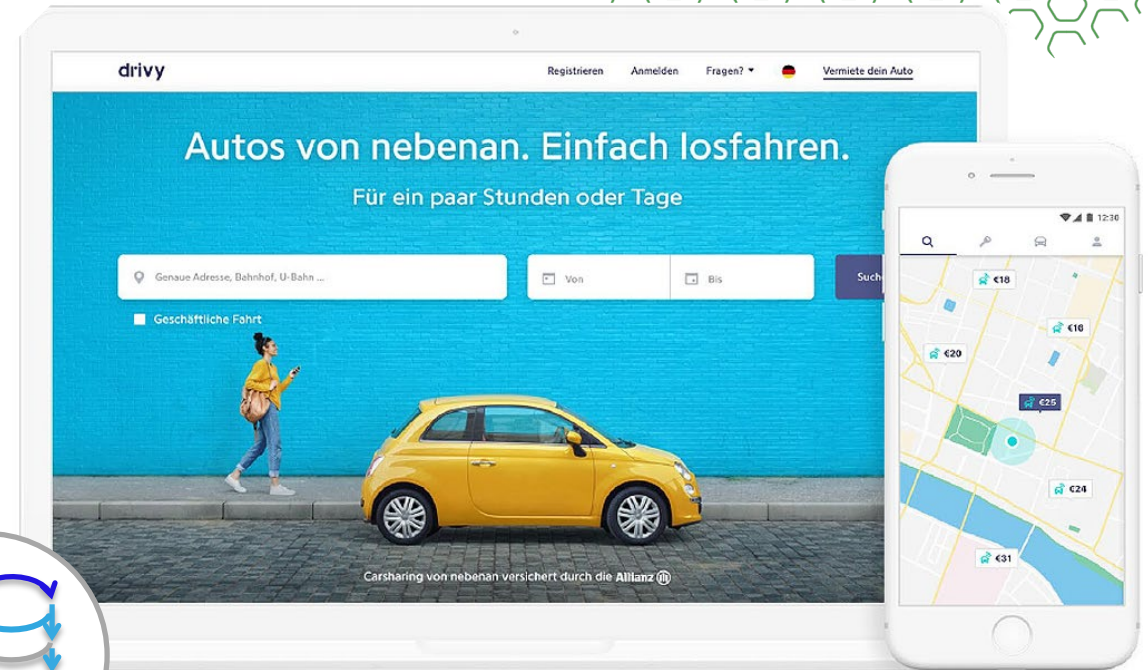 drivy
Registrieren Anmelden Fragen? Vermiete dein Auto
Autos von nebenan. Einfach losfahren.
Für ein paar Stunden oder Tage
Genaue Adresse, Bahnhof, U-Bahn ...
Von
Bis
Geschäftliche Fahrt
Carsharing von nebenan versichert durch die Allianz
12:30
€18
€16
€20
€25
€24
€31